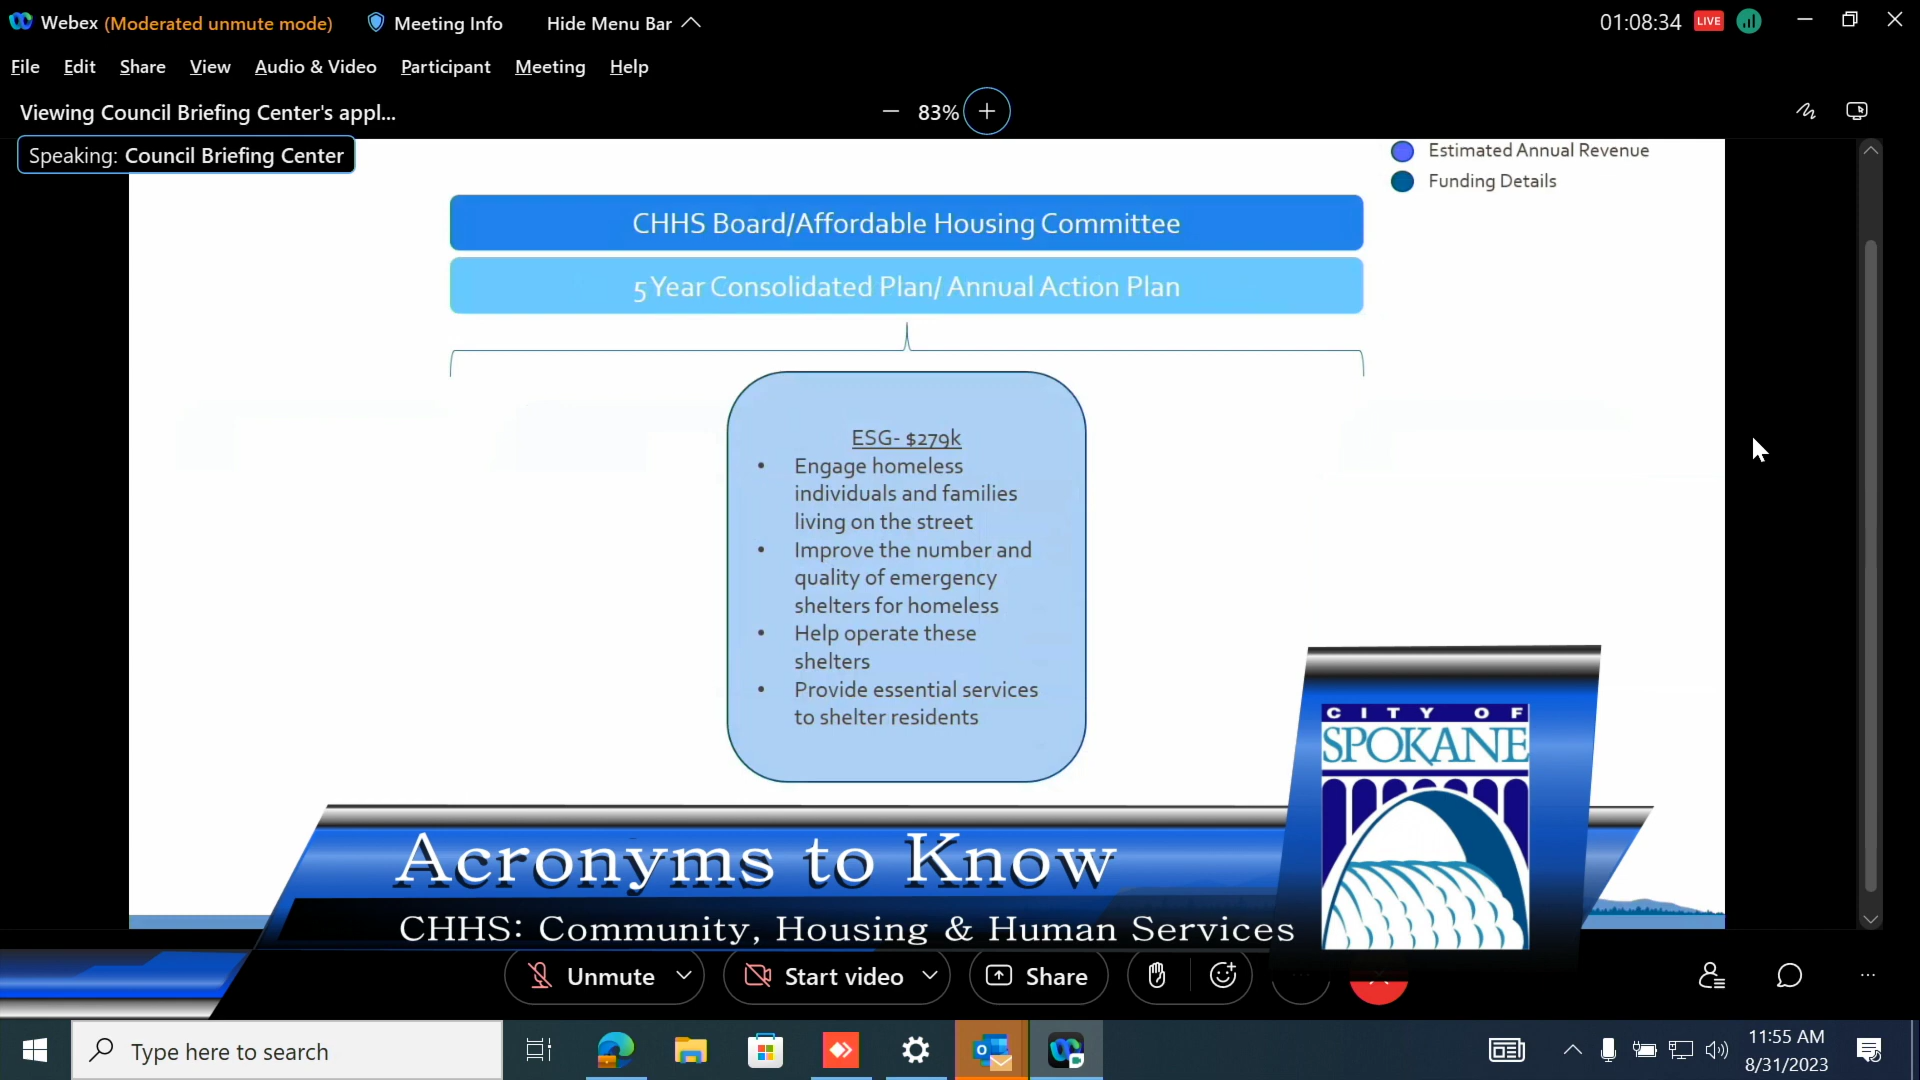 Webex (Moderated unmute mode) Meeting Info Hide Menu Bar 01:08:34 LIVE
File Edit Share View Audio & Video Participant Meeting Help
Viewing Council Briefing Center's appl... 83%
Speaking: Council Briefing Center
Estimated Annual Revenue
Funding Details
CHHS Board/Affordable Housing Committee
5 Year Consolidated Plan/ Annual Action Plan
ESG- $279k
• Engage homeless
individuals and families
living on the street
• Improve the number and
quality of emergency
shelters for homeless
• Help operate these
shelters
• Provide essential services
to shelter residents
CITY OF
SPOKANE
Acronyms to Know
CHHS: Community, Housing & Human Services
Unmute Start video Share
Type here to search
11:55 AM
8/31/2023